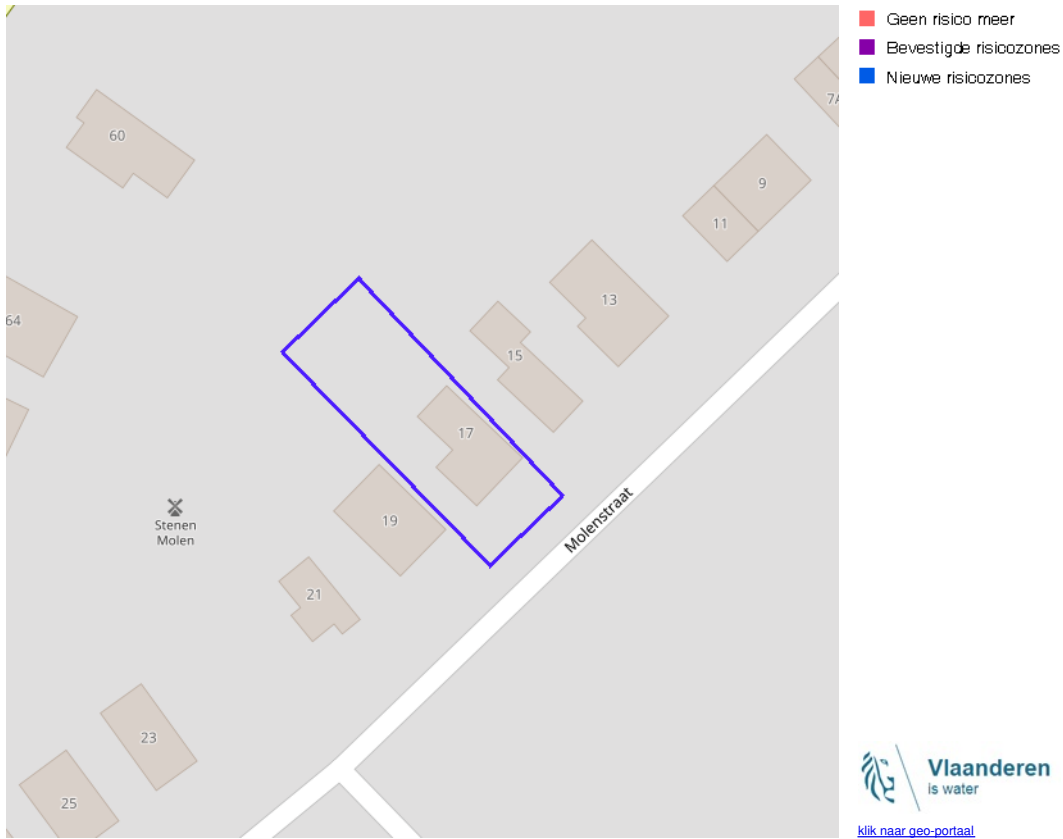 Geen risico meer
Bevestigde risicozones
Nieuwe risicozones
60
7A
9
11
13
64
15
17
Stenen
Molen
19
Molenstraat
21
23
25
Vlaanderen
is water
klik naar geo-portaal